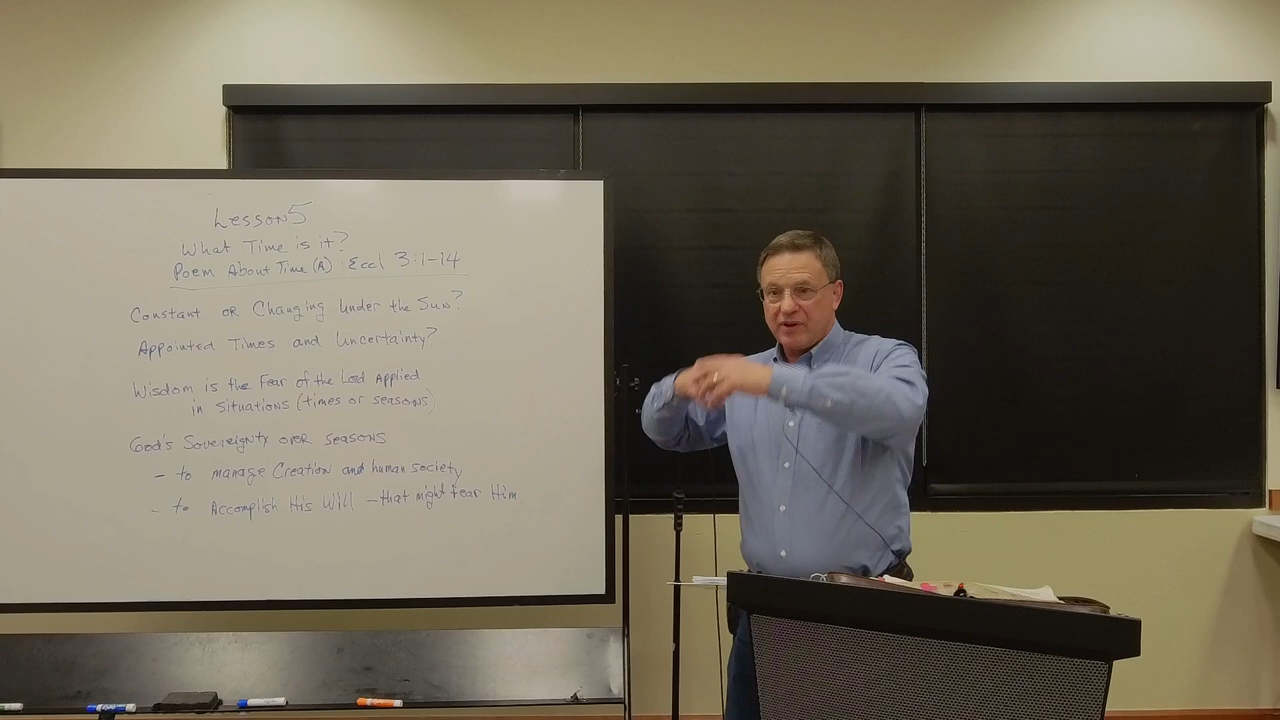 Lesson 5
What Time is it?
Poem About Time (A) : Eccl 3:1-14
Constant or Changing Under the Sun?
Appointed Times and Uncertainty?
Wisdom is the Fear of the Lord Applied
in Situations (times or seasons)
God's Sovereignty over seasons
- to manage Creation and human society
- to Accomplish His Will - that might fear Him.